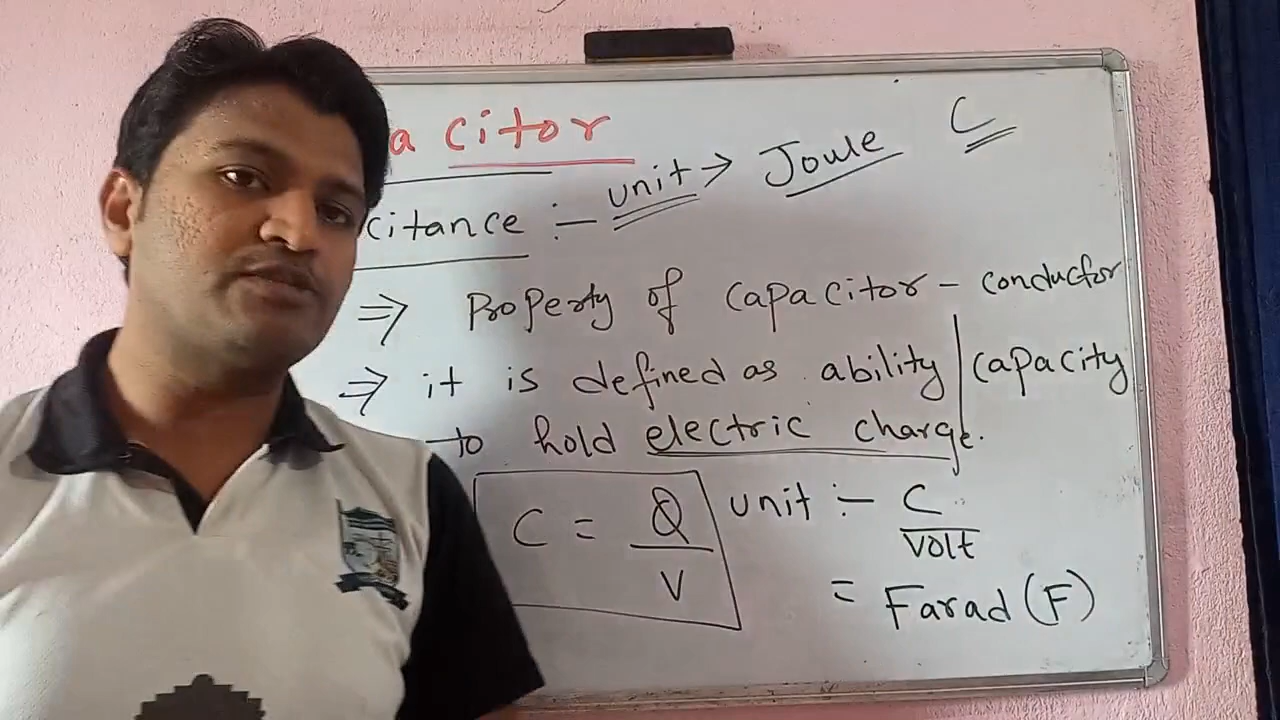 acitor
citance :- unit → Joule C
⇒ Property of capacitor - conductor
⇒ it is defined as ability | capacity
to hold electric charge.
C = Q/V
unit :- C/Volt
= Farad (F)